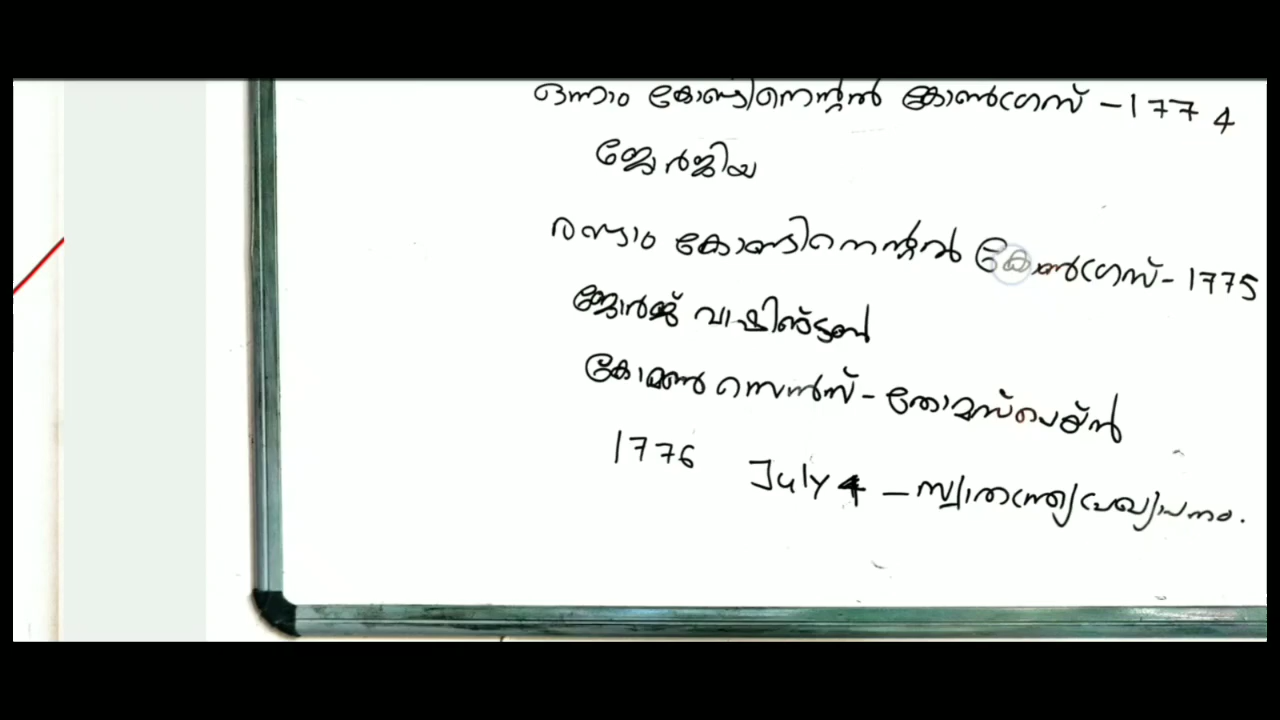 ഒന്നാം കോണ്ടിനെന്റൽ കോൺഗ്രസ് - 1774
ജോർജിയ
രണ്ടാം കോണ്ടിനെന്റൽ കോൺഗ്രസ് - 1775
ജോർജ് വാഷിങ്ടൺ
കോമൺ സെൻസ് - തോമസ് പെയ്ൻ
1776 July 4 - സ്വാതന്ത്ര്യപ്രഖ്യാപനം.